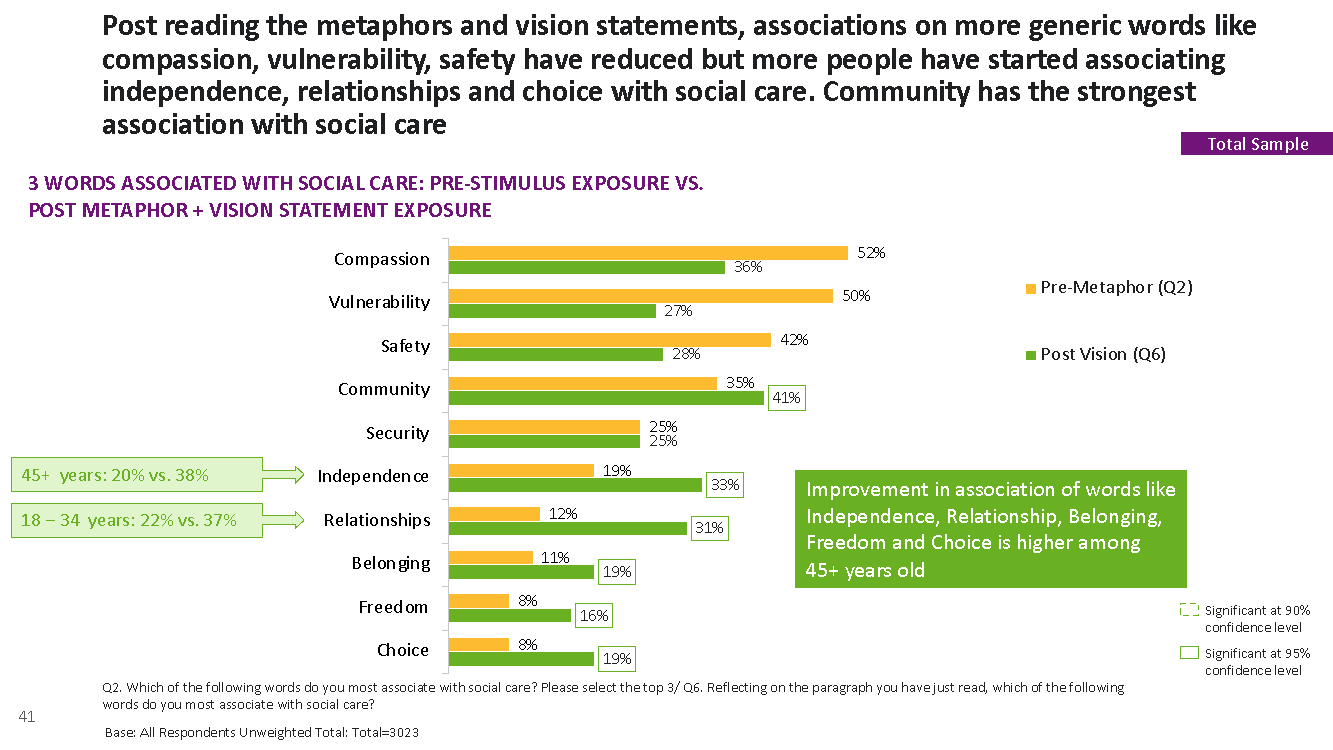 Post reading the metaphors and vision statements, associations on more generic words like
compassion, vulnerability, safety have reduced but more people have started associating
independence, relationships and choice with social care. Community has the strongest
association with social care
Total Sample
3 WORDS ASSOCIATED WITH SOCIAL CARE: PRE-STIMULUS EXPOSURE VS.
POST METAPHOR + VISION STATEMENT EXPOSURE
Compassion
52%
36%
Vulnerability
50%
27%
Safety
42%
28%
Community
35%
41%
Security
25%
25%
Independence
19%
33%
Relationships
12%
31%
Belonging
11%
19%
Freedom
8%
16%
Choice
8%
19%
Pre-Metaphor (Q2)
Post Vision (Q6)
45+ years: 20% vs. 38%
18 – 34 years: 22% vs. 37%
Improvement in association of words like
Independence, Relationship, Belonging,
Freedom and Choice is higher among
45+ years old
Significant at 90%
confidence level
Significant at 95%
confidence level
Q2. Which of the following words do you most associate with social care? Please select the top 3/ Q6. Reflecting on the paragraph you have just read, which of the following
words do you most associate with social care?
41
Base: All Respondents Unweighted Total: Total=3023